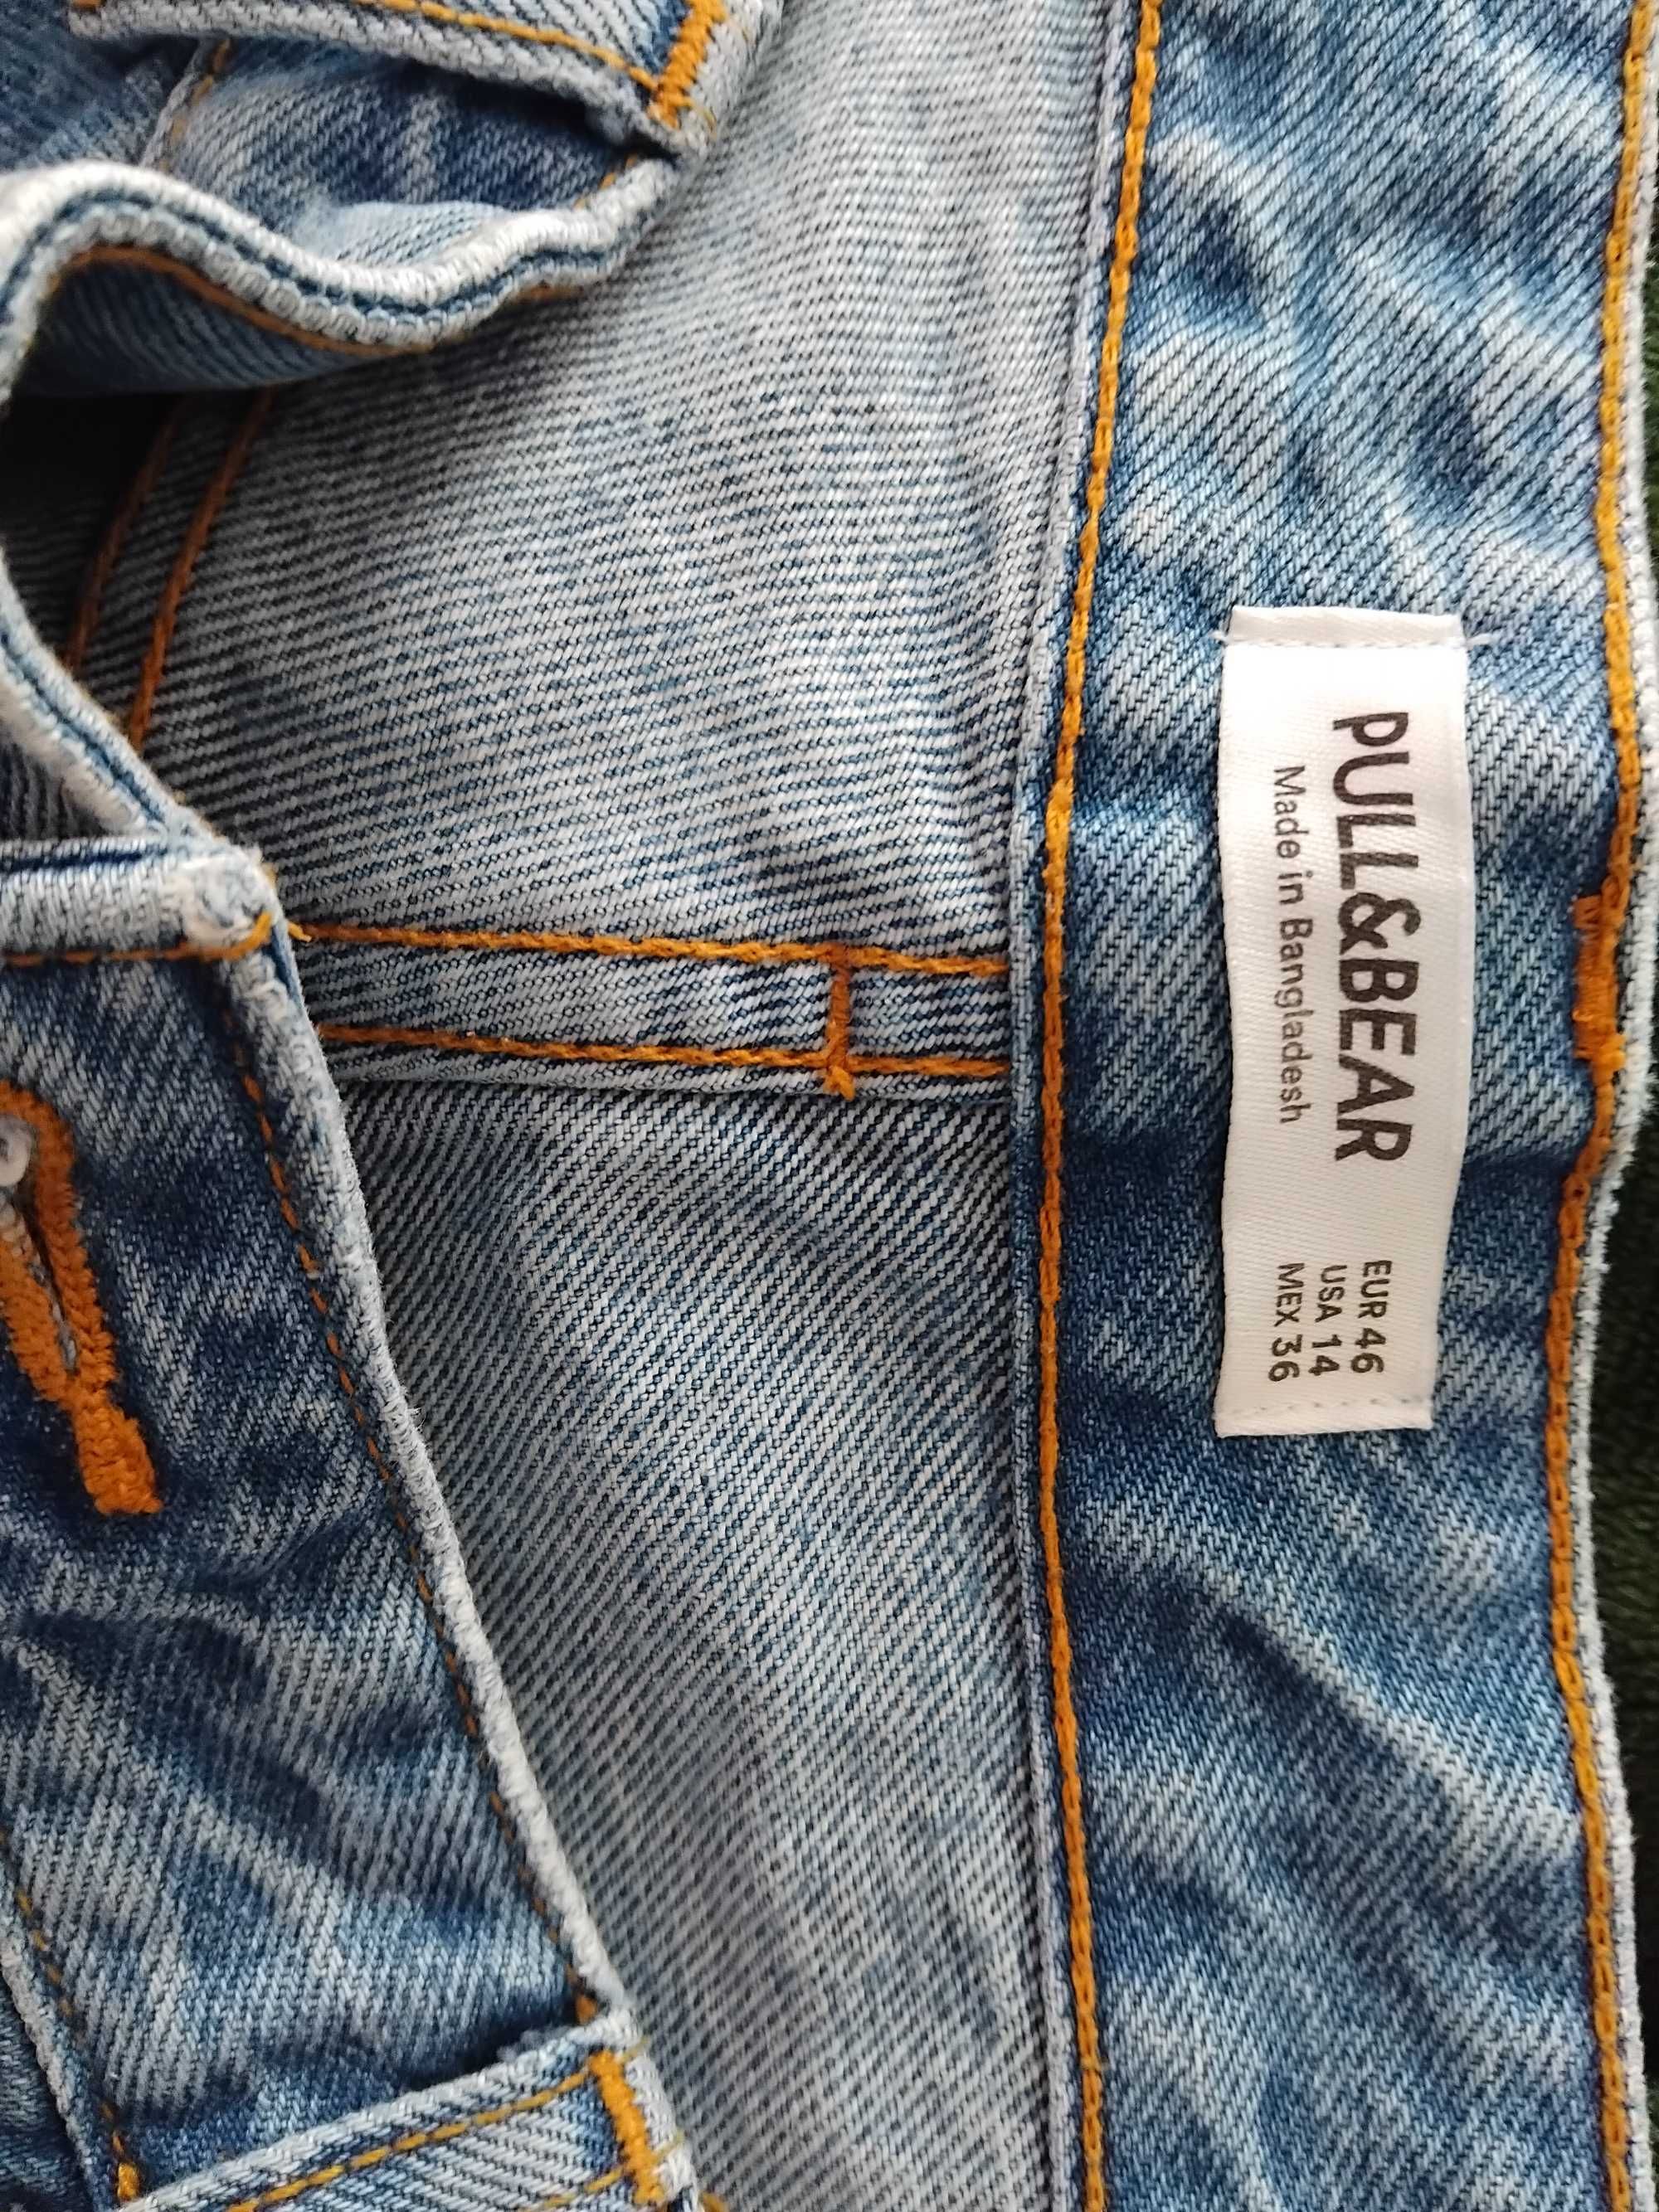 PULL&BEAR
Made in Bangladesh
EUR 46
USA 14
MEX 36